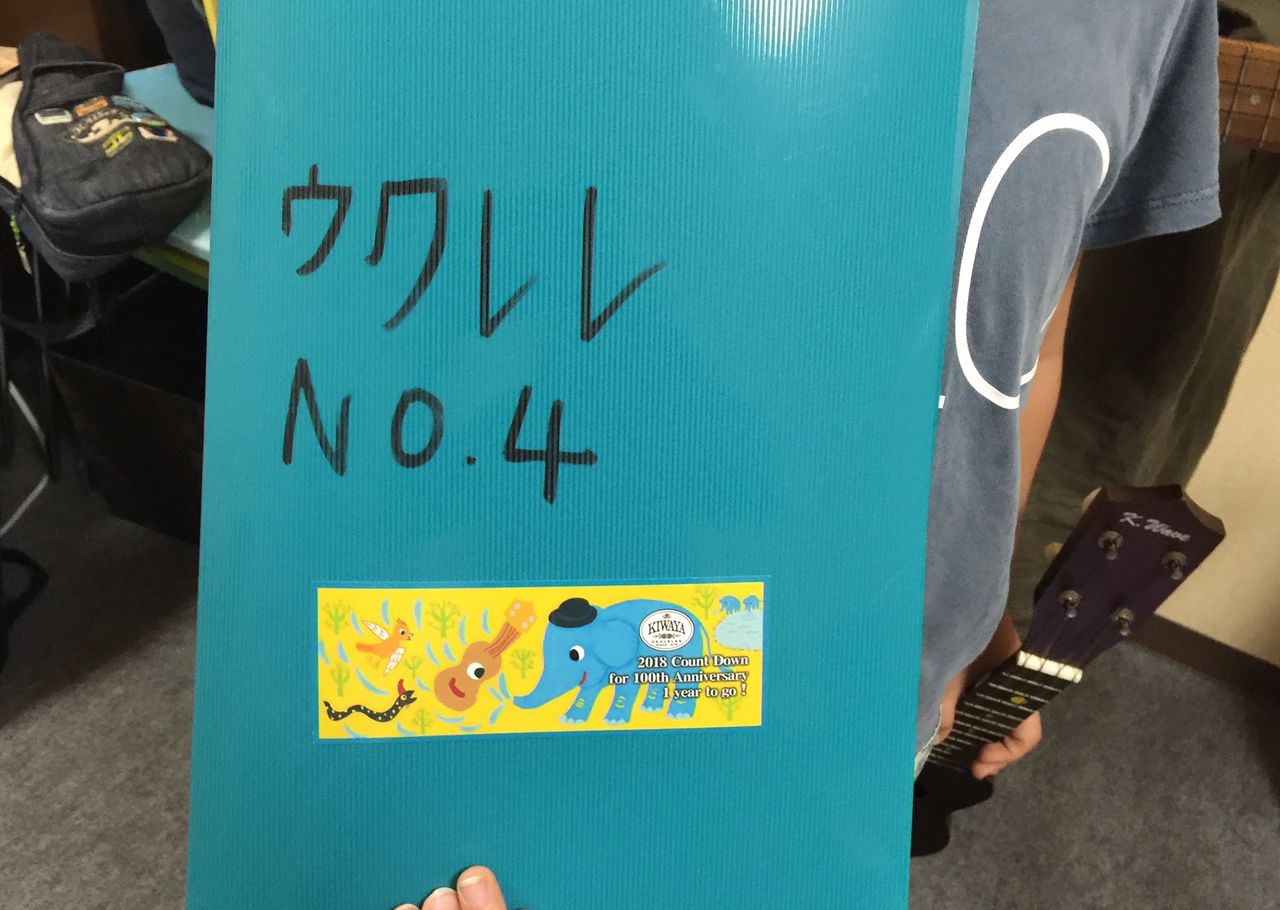 ウクレレ
NO.4
KIWAYA
2018 Count Down
for 100th Anniversary
1 year to go !
K.Wave